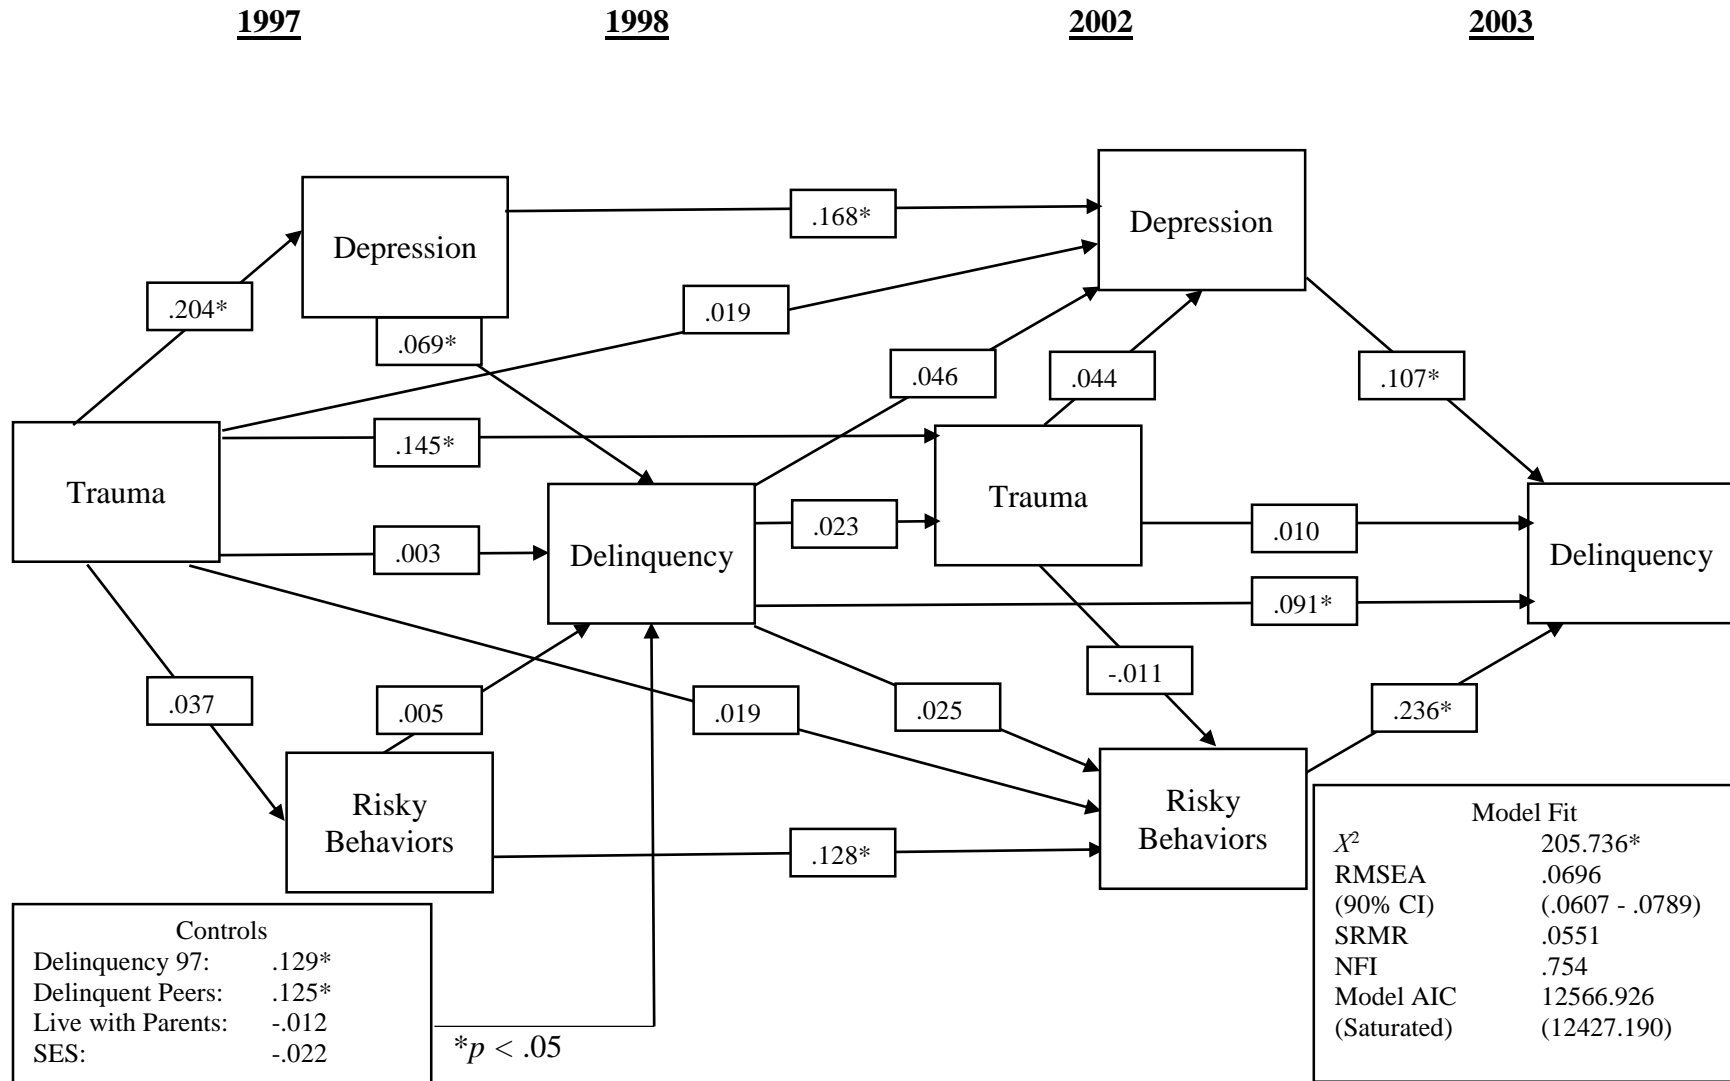 1997 1998 2002 2003
Depression
Depression
.168*
.204*
.019
.069*
.046
.044
.107*
.145*
Trauma
Trauma
.003
Delinquency
.023
.010
Delinquency
.091*
-.011
.037
.005
.019
.025
.236*
Risky
Behaviors
Risky
Behaviors
.128*
Model Fit
X² 205.736*
RMSEA .0696
(90% CI) (.0607 - .0789)
SRMR .0551
NFI .754
Model AIC 12566.926
(Saturated) (12427.190)
Controls
Delinquency 97: .129*
Delinquent Peers: .125*
Live with Parents: -.012
SES: -.022
*p < .05